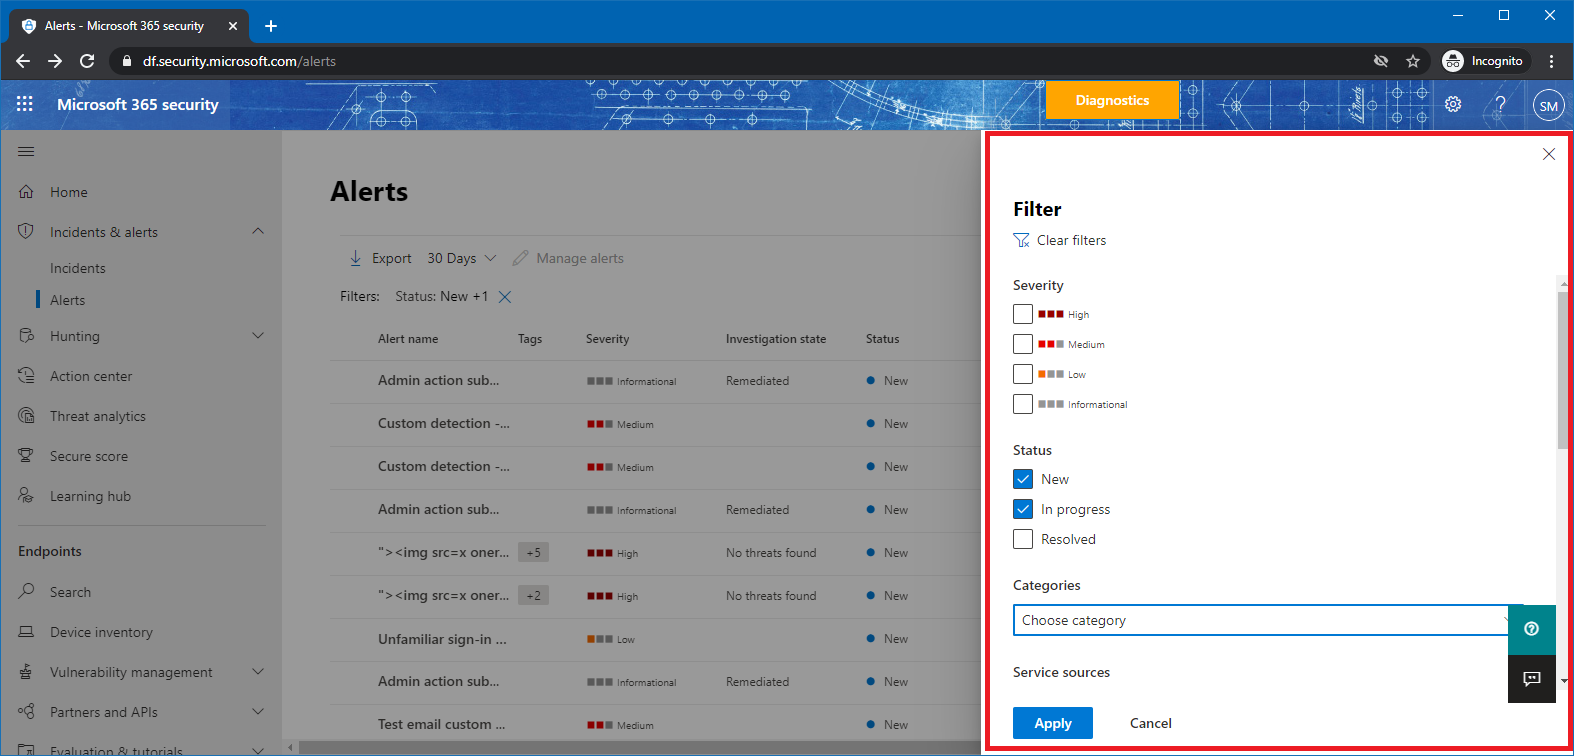 Alerts - Microsoft 365 security
df.security.microsoft.com/alerts
Incognito
Microsoft 365 security
Diagnostics
?
SM
Home
Incidents & alerts
Incidents
Alerts
Hunting
Action center
Threat analytics
Secure score
Learning hub
Endpoints
Search
Device inventory
Vulnerability management
Partners and APIs
Evaluation & tutorials
Alerts
Export 30 Days Manage alerts
Filters: Status: New +1
Alert name Tags Severity Investigation state Status
Admin action sub... Informational Remediated New
Custom detection -... Medium New
Custom detection -... Medium New
Admin action sub... Informational Remediated New
"><img src=x oner... +5 High No threats found New
"><img src=x oner... +2 High No threats found New
Unfamiliar sign-in ... Low New
Admin action sub... Informational Remediated New
Test email custom ... Medium New
Filter
Clear filters
Severity
High
Medium
Low
Informational
Status
New
In progress
Resolved
Categories
Choose category
Service sources
Apply Cancel